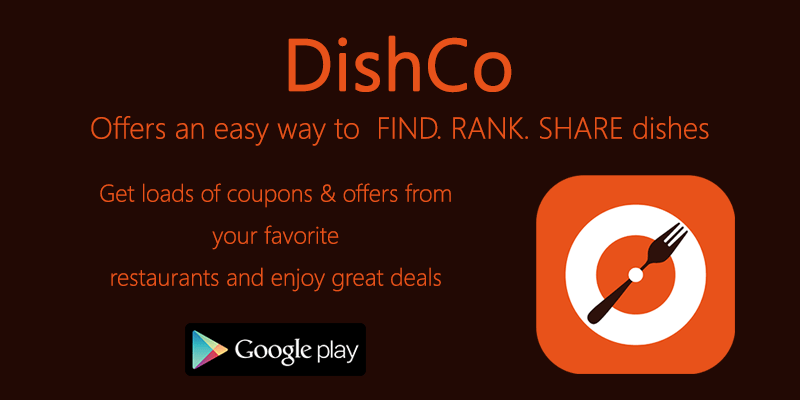 DishCo
Offers an easy way to FIND. RANK. SHARE dishes
Get loads of coupons & offers from
your favorite
restaurants and enjoy great deals
Google play